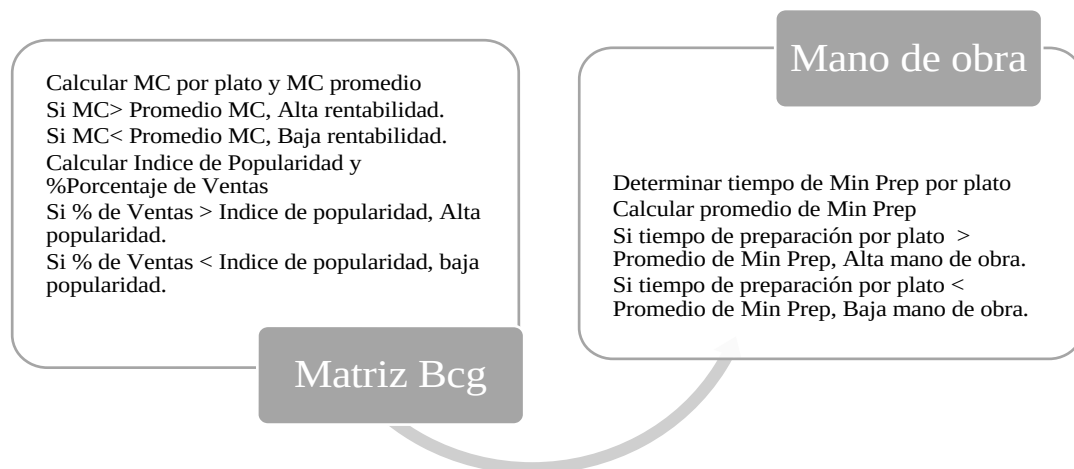 Calcular MC por plato y MC promedio
Si MC> Promedio MC, Alta rentabilidad.
Si MC< Promedio MC, Baja rentabilidad.
Calcular Indice de Popularidad y
%Porcentaje de Ventas
Si % de Ventas > Indice de popularidad, Alta
popularidad.
Si % de Ventas < Indice de popularidad, baja
popularidad.
Matriz Bcg
Mano de obra
Determinar tiempo de Min Prep por plato
Calcular promedio de Min Prep
Si tiempo de preparación por plato >
Promedio de Min Prep, Alta mano de obra.
Si tiempo de preparación por plato <
Promedio de Min Prep, Baja mano de obra.